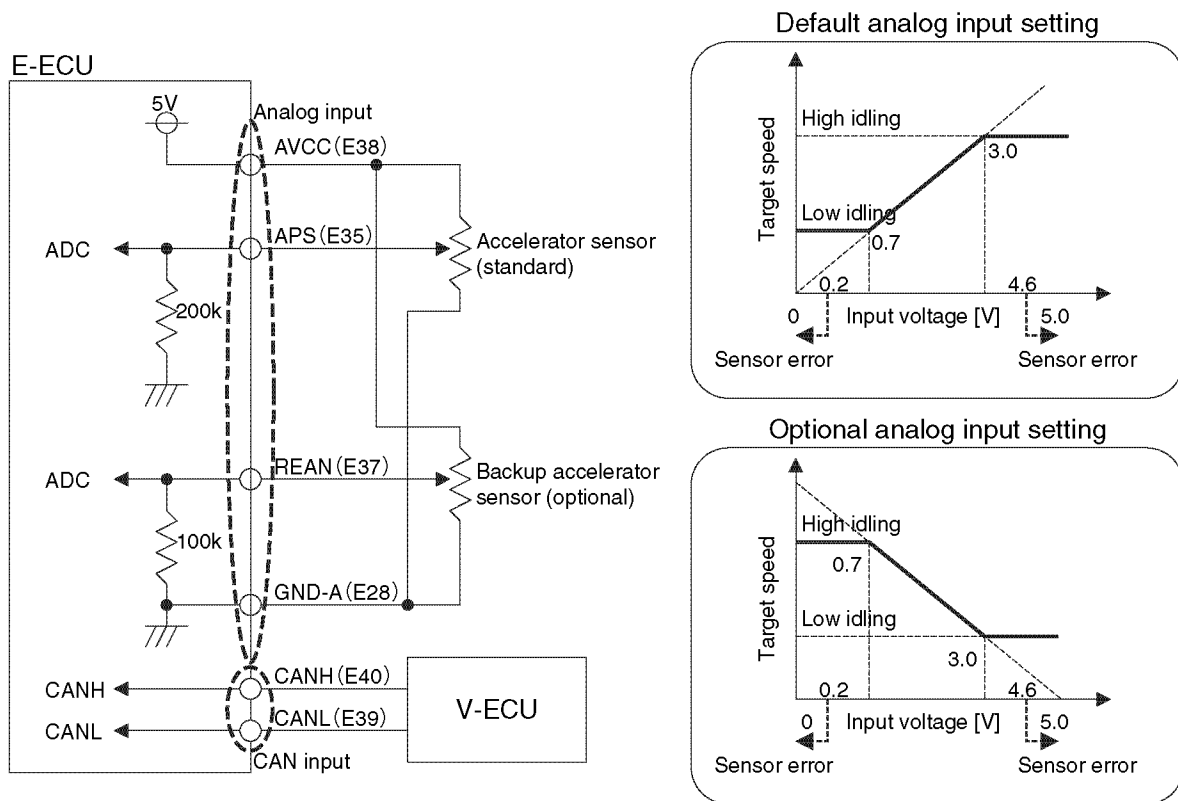 E-ECU
5V
Analog input
AVCC (E38)
ADC
APS (E35)
Accelerator sensor
(standard)
200k
ADC
REAN (E37)
Backup accelerator
sensor (optional)
100k
GND-A (E28)
CANH
CANH (E40)
CANL
CANL (E39)
V-ECU
CAN input
Default analog input setting
Target speed
High idling
3.0
Low idling
0.7
0.2
4.6
0
Input voltage [V]
5.0
Sensor error
Sensor error
Optional analog input setting
Target speed
High idling
0.7
Low idling
3.0
0.2
4.6
0
Input voltage [V]
5.0
Sensor error
Sensor error